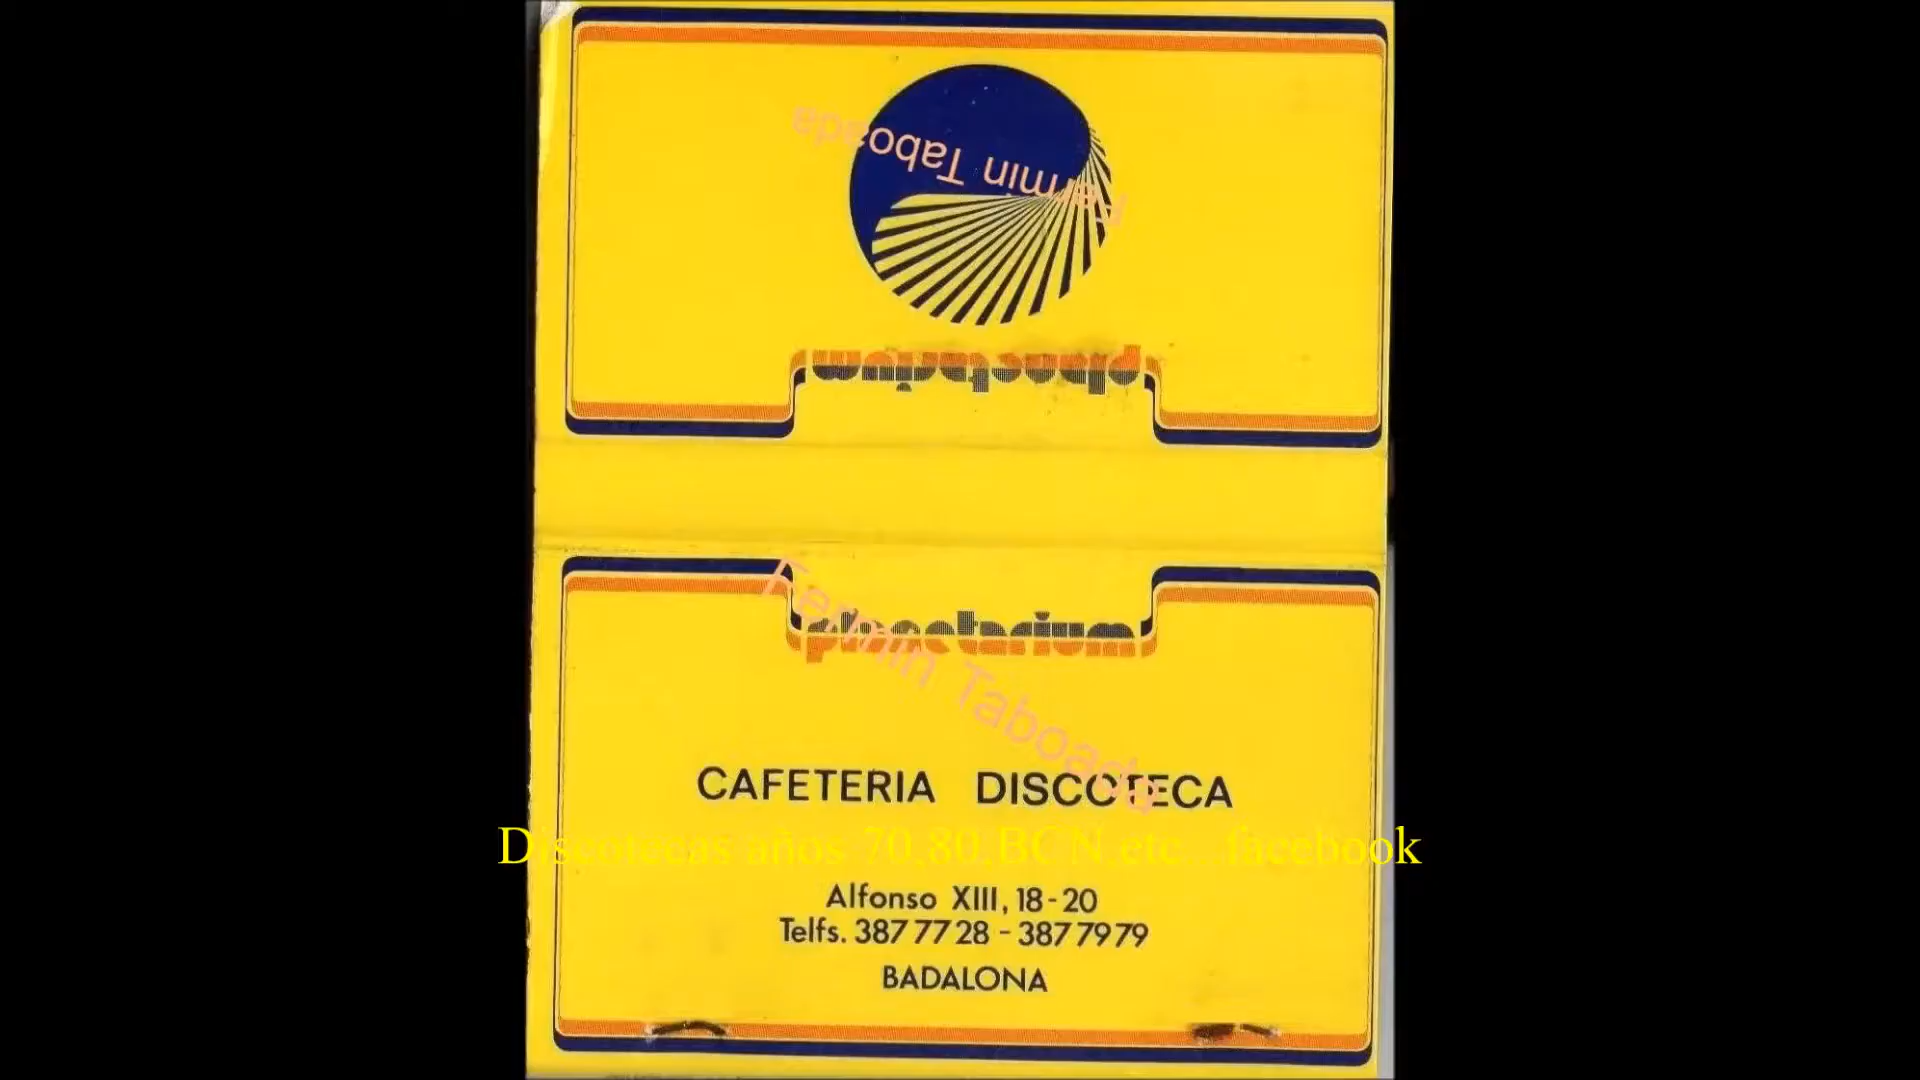 Fermin Taboada
planetarium
planetarium
Fermin Taboada
CAFETERIA DISCOTECA
Discotecas años 70,80,BCN,etc. facebook
Alfonso XIII, 18-20
Telfs. 387 77 28 - 387 79 79
BADALONA